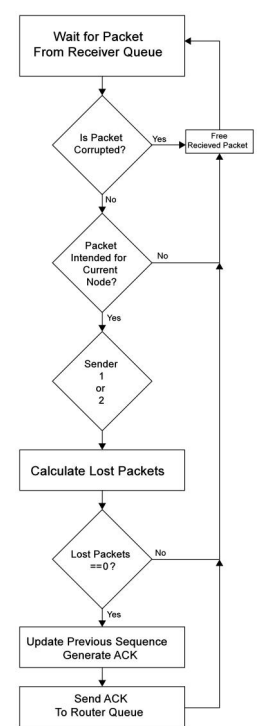 Wait for Packet
From Receiver Queue
Is Packet
Corrupted?
Yes
Free
Recieved Packet
No
Packet
Intended for
Current
Node?
No
Yes
Sender
1
or
2
Calculate Lost Packets
Lost Packets
==0?
No
Yes
Update Previous Sequence
Generate ACK
Send ACK
To Router Queue